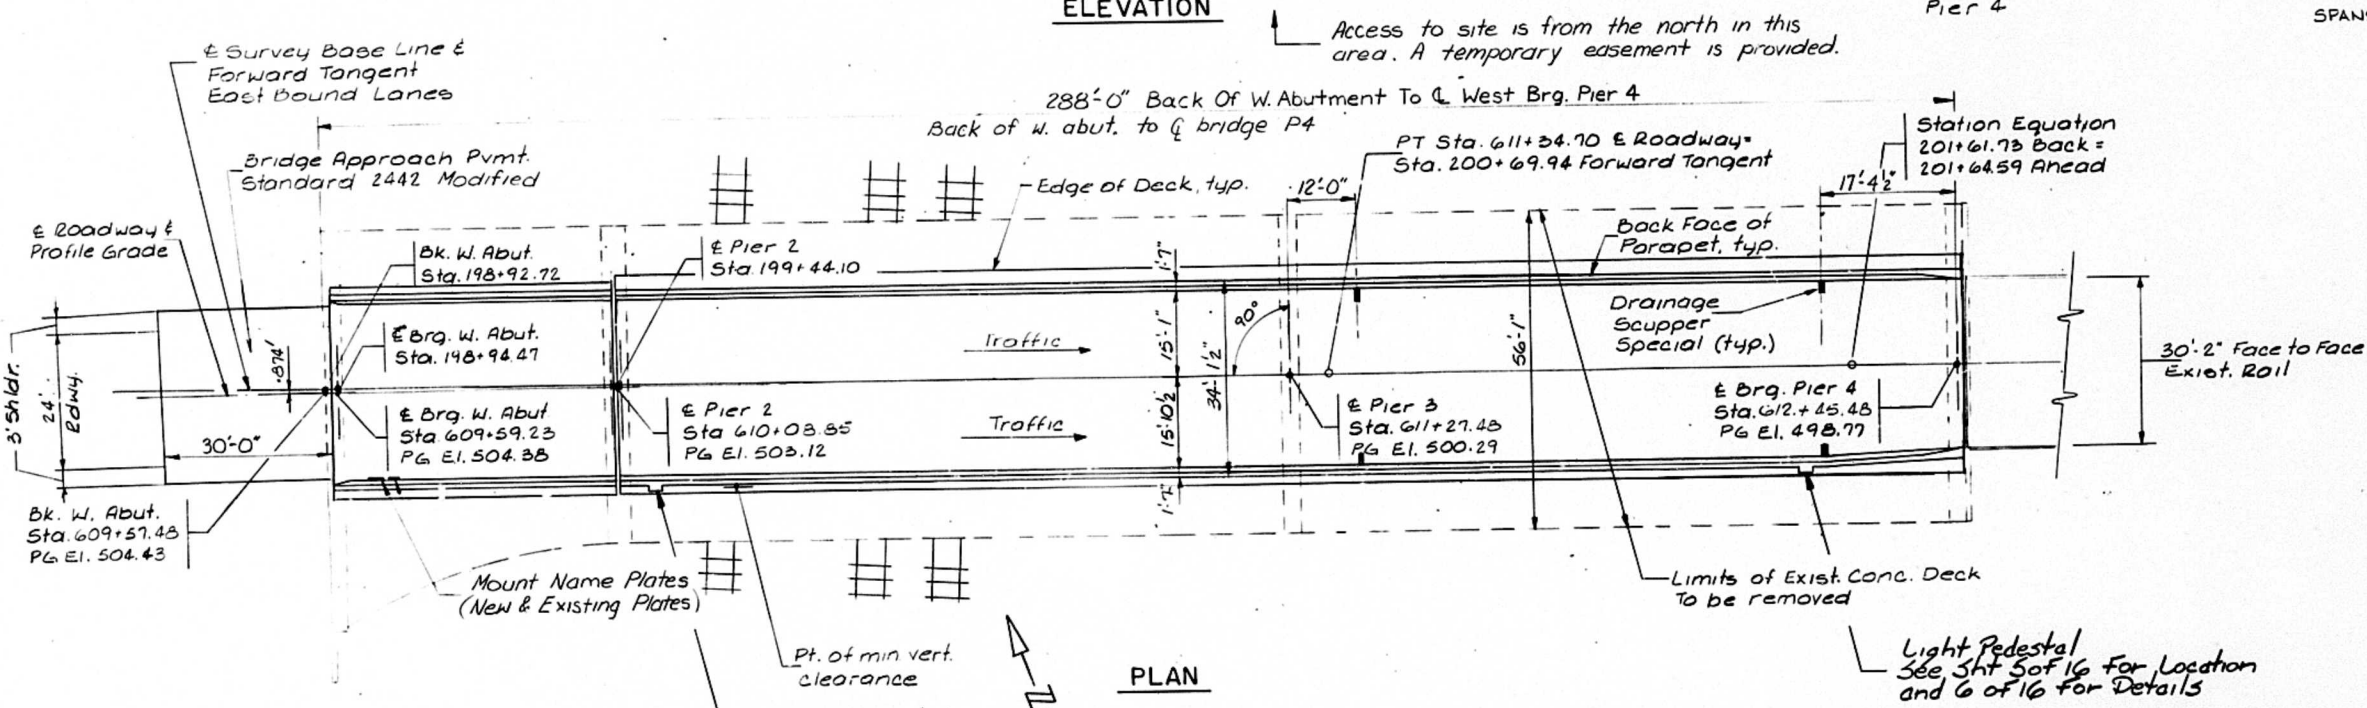 ELEVATION
Pier 4
SPAN
Access to site is from the north in this
area. A temporary easement is provided.
℄ Survey Base Line &
Forward Tangent
East Bound Lanes
288'-0" Back Of W. Abutment To ℄ West Brg. Pier 4
Back of W. abut. to ℄ bridge P4
Bridge Approach Pvmt.
Standard 2442 Modified
PT Sta. 611+34.70 ℄ Roadway=
Sta. 200+69.94 Forward Tangent
Station Equation
201+61.73 Back =
201+64.59 Ahead
Edge of Deck, typ.
12'-0"
17'-4½"
℄ Roadway &
Profile Grade
Bk. W. Abut.
Sta. 198+92.72
℄ Pier 2
Sta. 199+44.10
1'-7"
Back Face of
Parapet, typ.
℄ Brg. W. Abut.
Sta. 198+94.47
.874'
Traffic
15'-1"
90°
56'-1"
Drainage
Scupper
Special (typ.)
30'-2" Face to Face
Exist. Rail
3' Shldr.
24'
Rdwy.
30'-0"
℄ Brg. W. Abut
Sta 609+59.23
PG El. 504.38
℄ Pier 2
Sta 610+08.85
PG El. 503.12
Traffic
15'-10½"
34'-1½"
℄ Pier 3
Sta. 611+27.48
PG El. 500.29
℄ Brg. Pier 4
Sta. 612+45.48
PG El. 498.77
1'-7"
Bk. W. Abut.
Sta. 609+57.48
PG El. 504.43
Mount Name Plates
(New & Existing Plates)
Limits of Exist. Conc. Deck
To be removed
Pt. of min vert.
clearance
N
PLAN
Light Pedestal
See Sht 5 of 16 For Location
and 6 of 16 For Details